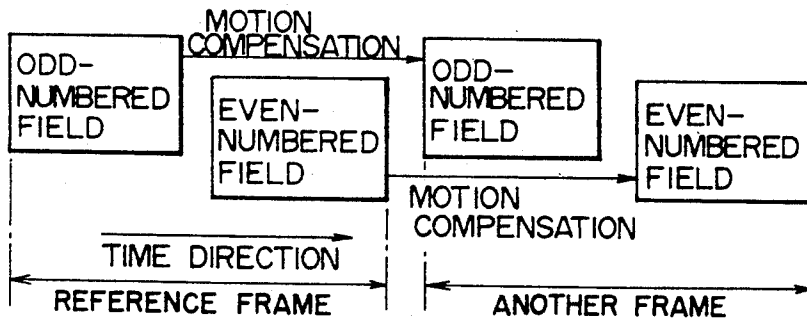 MOTION
COMPENSATION
ODD-
NUMBERED
FIELD
EVEN-
NUMBERED
FIELD
ODD-
NUMBERED
FIELD
EVEN-
NUMBERED
FIELD
MOTION
COMPENSATION
TIME DIRECTION
REFERENCE FRAME
ANOTHER FRAME